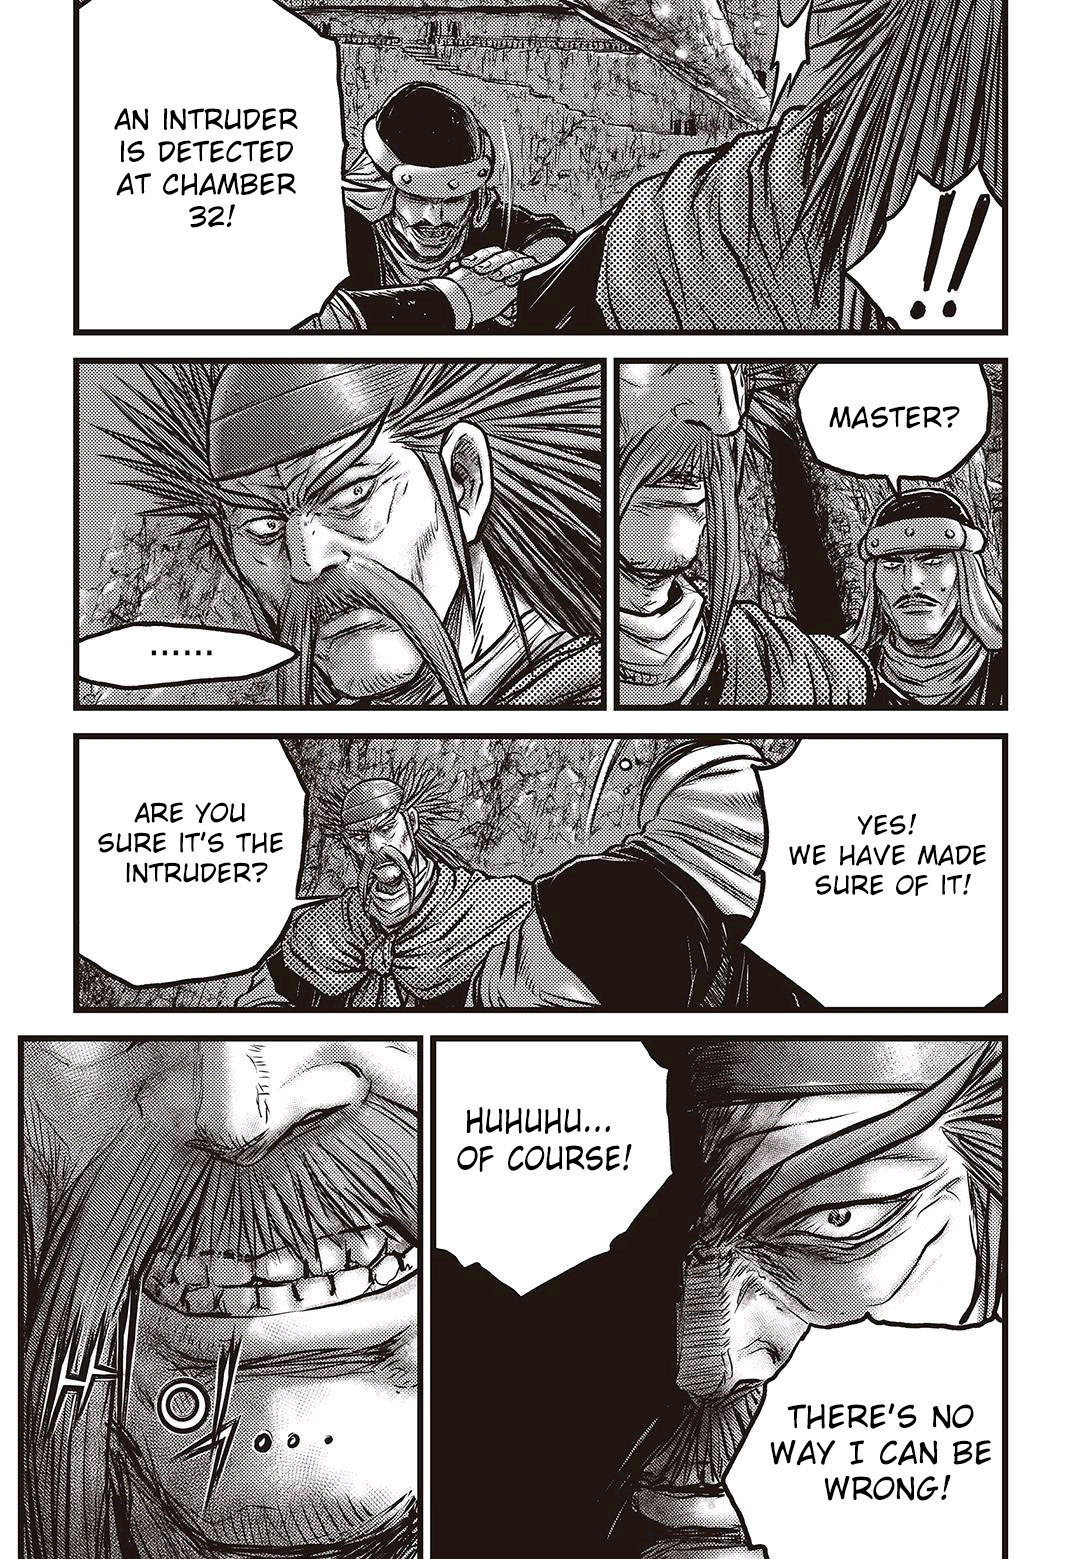 AN INTRUDER
IS DETECTED
AT CHAMBER
32!
!!
......
MASTER?
ARE YOU
SURE IT'S THE
INTRUDER?
YES!
WE HAVE MADE
SURE OF IT!
HUHUHU...
OF COURSE!
THERE'S NO
WAY I CAN BE
WRONG!